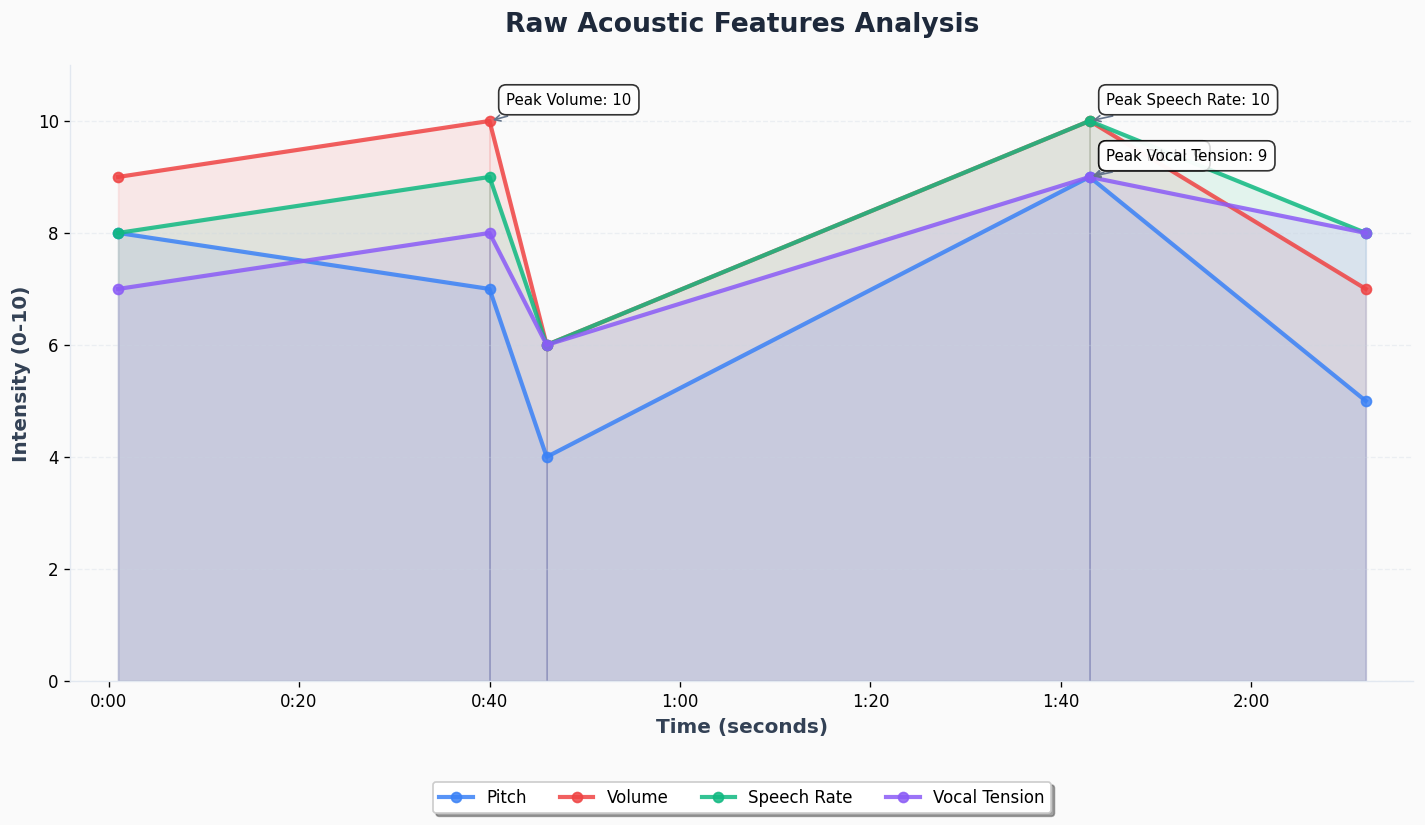 Raw Acoustic Features Analysis
Peak Volume: 10
Peak Speech Rate: 10
Peak Vocal Tension: 9
Intensity (0-10)
10
8
6
4
2
0
0:00 0:20 0:40 1:00 1:20 1:40 2:00
Time (seconds)
Pitch Volume Speech Rate Vocal Tension